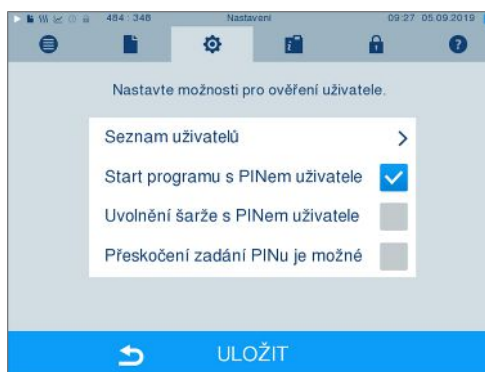 484 : 348 Nastavení 09:27 05.09.2019
Nastavte možnosti pro ověření uživatele.
Seznam uživatelů
Start programu s PINem uživatele
Uvolnění šarže s PINem uživatele
Přeskočení zadání PINu je možné
ULOŽIT